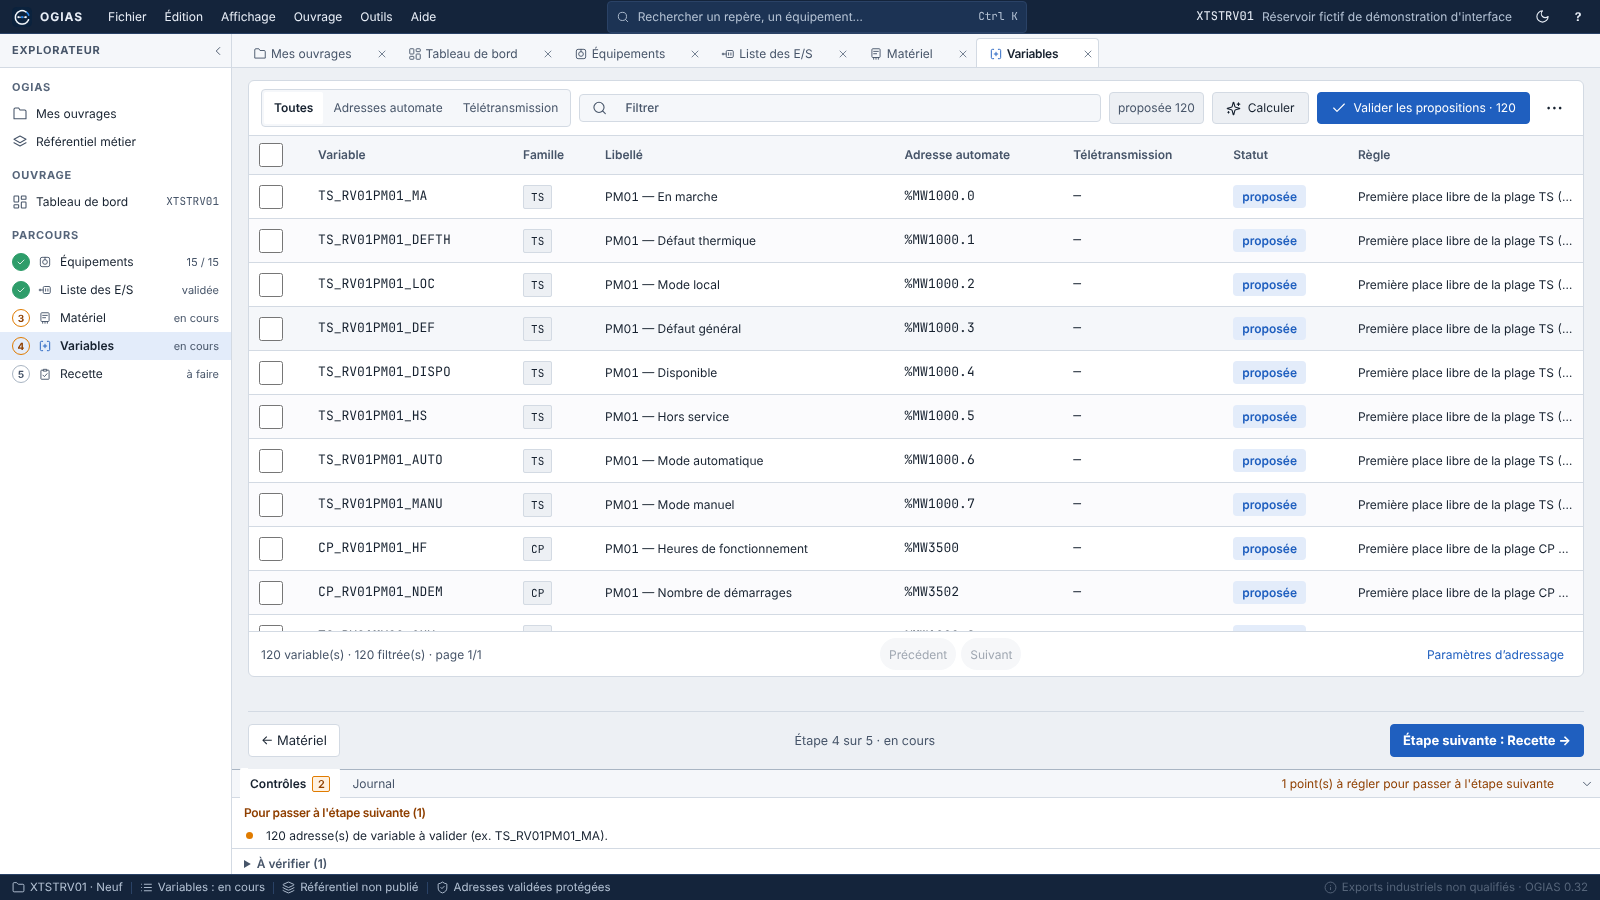 OGIAS Fichier Édition Affichage Ouvrage Outils Aide Rechercher un repère, un équipement... Ctrl K XTSTRV01 Réservoir fictif de démonstration d'interface ?
EXPLORATEUR
Mes ouvrages Tableau de bord Équipements Liste des E/S Matériel Variables
OGIAS
Mes ouvrages
Référentiel métier
OUVRAGE
Tableau de bord XTSTRV01
PARCOURS
Équipements 15 / 15
Liste des E/S validée
3 Matériel en cours
4 Variables en cours
5 Recette à faire
Toutes Adresses automate Télétransmission Filtrer proposée 120 Calculer Valider les propositions · 120
Variable Famille Libellé Adresse automate Télétransmission Statut Règle
TS_RV01PM01_MA TS PM01 — En marche %MW1000.0 — proposée Première place libre de la plage TS (...
TS_RV01PM01_DEFTH TS PM01 — Défaut thermique %MW1000.1 — proposée Première place libre de la plage TS (...
TS_RV01PM01_LOC TS PM01 — Mode local %MW1000.2 — proposée Première place libre de la plage TS (...
TS_RV01PM01_DEF TS PM01 — Défaut général %MW1000.3 — proposée Première place libre de la plage TS (...
TS_RV01PM01_DISPO TS PM01 — Disponible %MW1000.4 — proposée Première place libre de la plage TS (...
TS_RV01PM01_HS TS PM01 — Hors service %MW1000.5 — proposée Première place libre de la plage TS (...
TS_RV01PM01_AUTO TS PM01 — Mode automatique %MW1000.6 — proposée Première place libre de la plage TS (...
TS_RV01PM01_MANU TS PM01 — Mode manuel %MW1000.7 — proposée Première place libre de la plage TS (...
CP_RV01PM01_HF CP PM01 — Heures de fonctionnement %MW3500 — proposée Première place libre de la plage CP ...
CP_RV01PM01_NDEM CP PM01 — Nombre de démarrages %MW3502 — proposée Première place libre de la plage CP ...
120 variable(s) · 120 filtrée(s) · page 1/1 Précédent Suivant Paramètres d’adressage
← Matériel Étape 4 sur 5 · en cours Étape suivante : Recette →
Contrôles 2 Journal 1 point(s) à régler pour passer à l'étape suivante
Pour passer à l'étape suivante (1)
120 adresse(s) de variable à valider (ex. TS_RV01PM01_MA).
À vérifier (1)
XTSTRV01 · Neuf Variables : en cours Référentiel non publié Adresses validées protégées Exports industriels non qualifiés · OGIAS 0.32